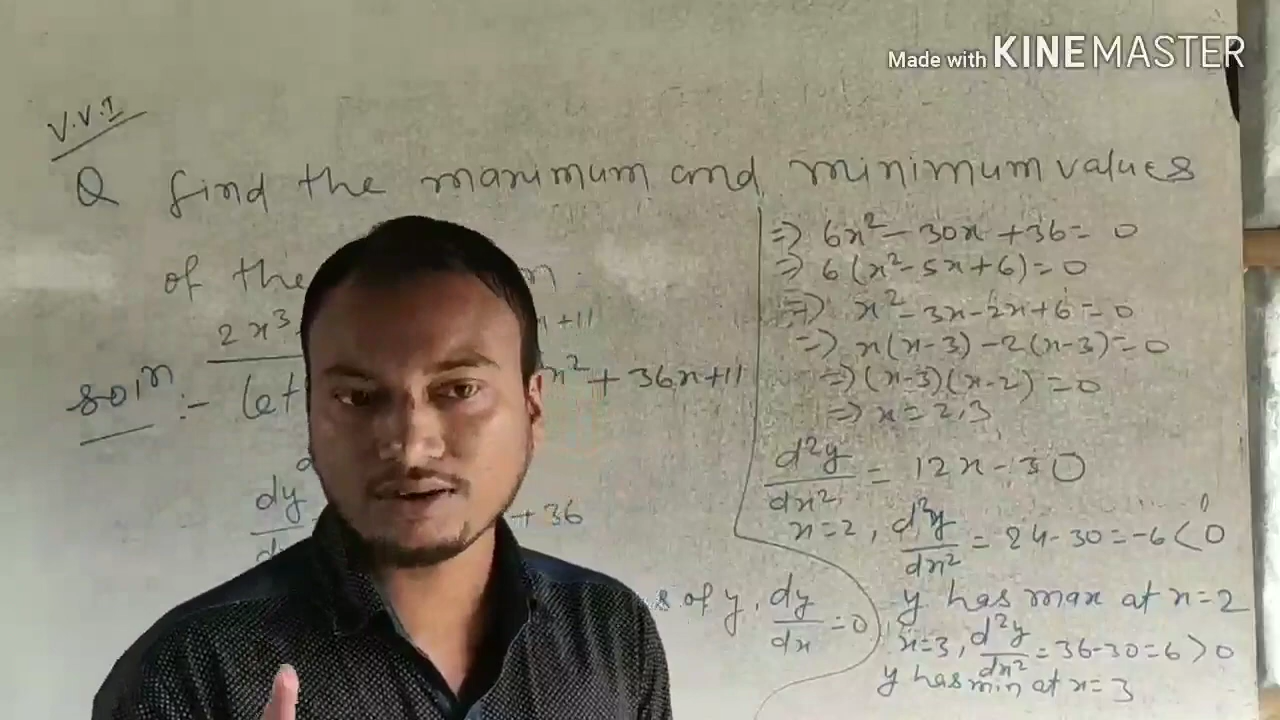 Made with KINEMASTER
V.V.I
Q find the maximum and minimum values
of the
2x³ x+11
soln :- let x² + 36x+11
dy + 36
s of y, dy/dx = 0
⇒ 6x² - 30x + 36 = 0
⇒ 6(x² - 5x + 6) = 0
⇒ x² - 3x - 2x + 6 = 0
⇒ x(x-3) - 2(x-3) = 0
⇒ (x-3)(x-2) = 0
⇒ x = 2,3
d²y/dx² = 12x - 30
x=2, d²y/dx² = 24-30 = -6 < 0
y has max at x=2
x=3, d²y/dx² = 36-30 = 6 > 0
y has min at x=3